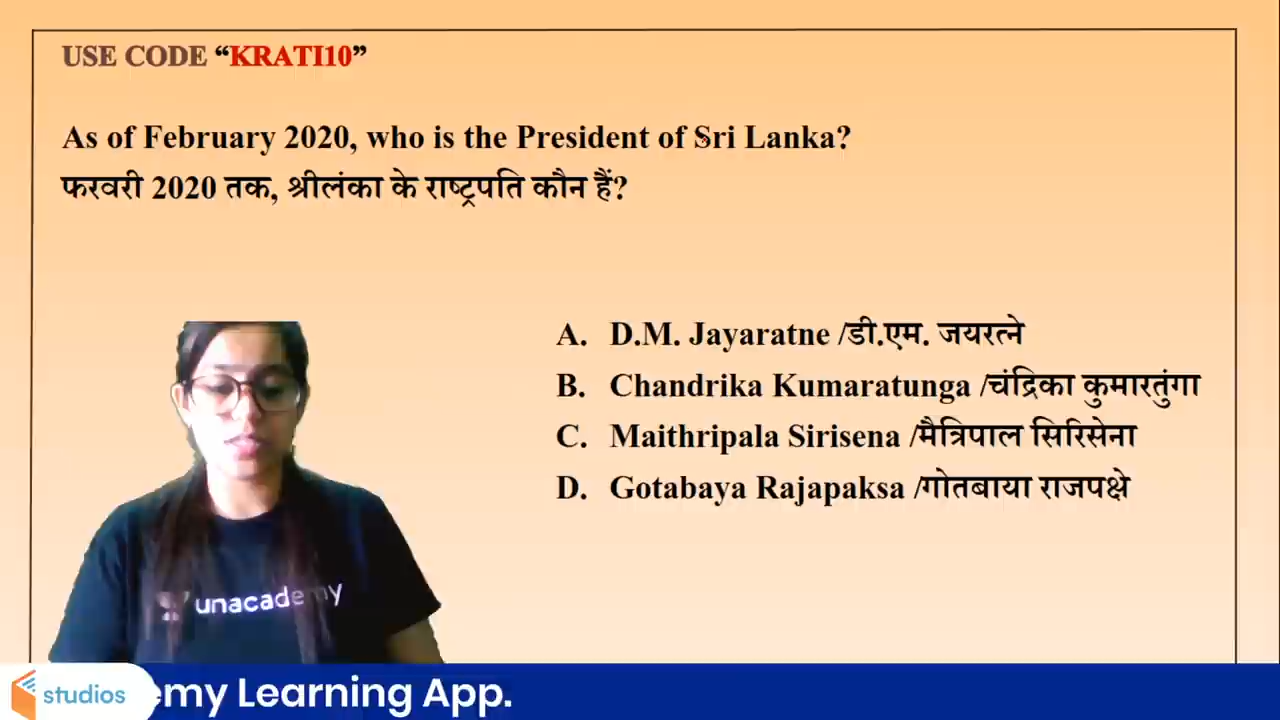 USE CODE “KRATI10”
As of February 2020, who is the President of Sri Lanka?
फरवरी 2020 तक, श्रीलंका के राष्ट्रपति कौन हैं?
A. D.M. Jayaratne /डी.एम. जयरत्ने
B. Chandrika Kumaratunga /चंद्रिका कुमारतुंगा
C. Maithripala Sirisena /मैत्रिपाल सिरिसेना
D. Gotabaya Rajapaksa /गोतबाया राजपक्षे
unacademy
studios
emy Learning App.